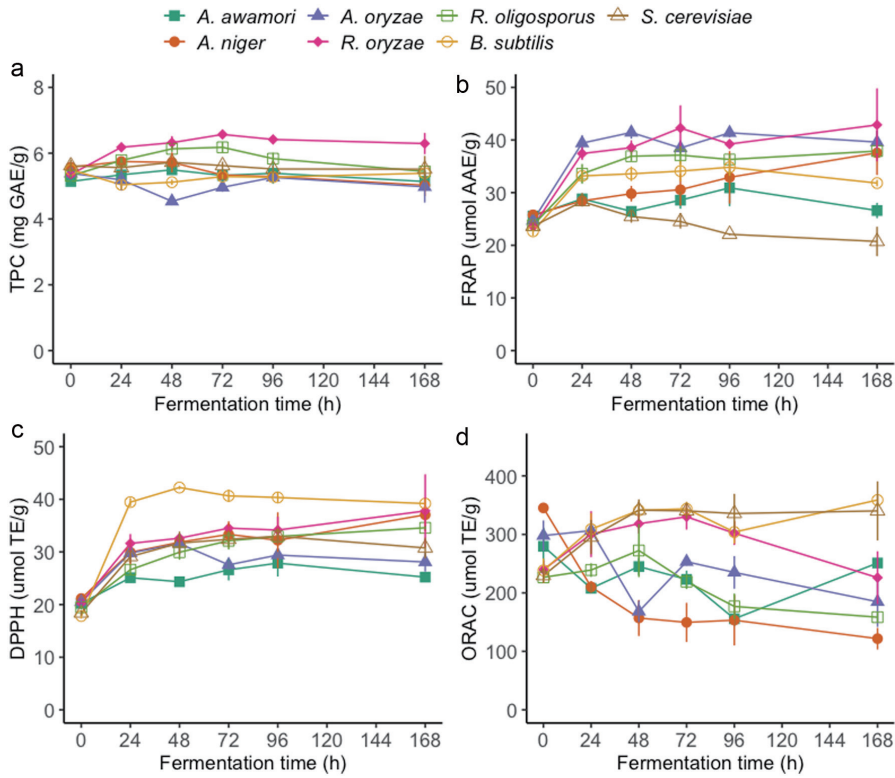 A. awamori A. oryzae R. oligosporus S. cerevisiae
A. niger R. oryzae B. subtilis
a
8
6
4
2
0
TPC (mg GAE/g)
0 24 48 72 96 120 144 168
Fermentation time (h)
b
50
40
30
20
10
0
FRAP (umol AAE/g)
0 24 48 72 96 120 144 168
Fermentation time (h)
c
50
40
30
20
10
0
DPPH (umol TE/g)
0 24 48 72 96 120 144 168
Fermentation time (h)
d
400
300
200
100
0
ORAC (umol TE/g)
0 24 48 72 96 120 144 168
Fermentation time (h)